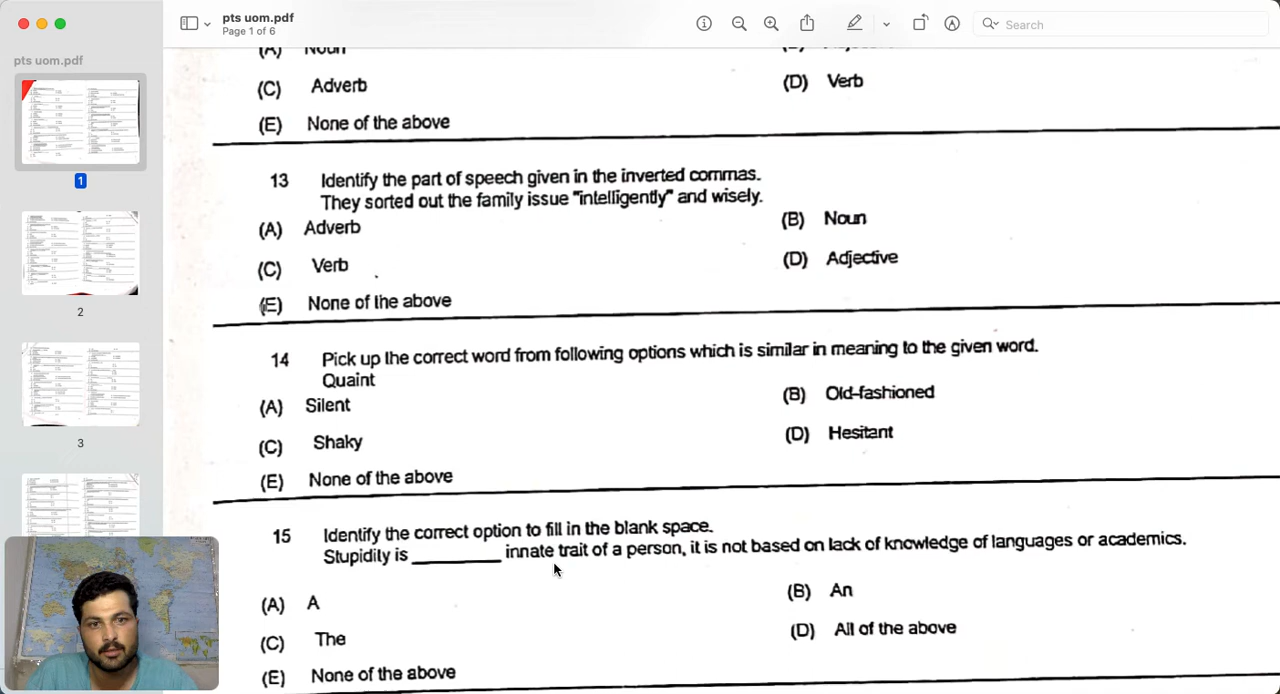 pts uom.pdf
Page 1 of 6
Search
pts uom.pdf
1
2
3
(A) Noun
(C) Adverb
(D) Verb
(E) None of the above
13 Identify the part of speech given in the inverted commas.
They sorted out the family issue "intelligently" and wisely.
(A) Adverb
(B) Noun
(C) Verb
(D) Adjective
(E) None of the above
14 Pick up the correct word from following options which is similar in meaning to the given word.
Quaint
(A) Silent
(B) Old-fashioned
(C) Shaky
(D) Hesitant
(E) None of the above
15 Identify the correct option to fill in the blank space.
Stupidity is ________ innate trait of a person, it is not based on lack of knowledge of languages or academics.
(A) A
(B) An
(C) The
(D) All of the above
(E) None of the above